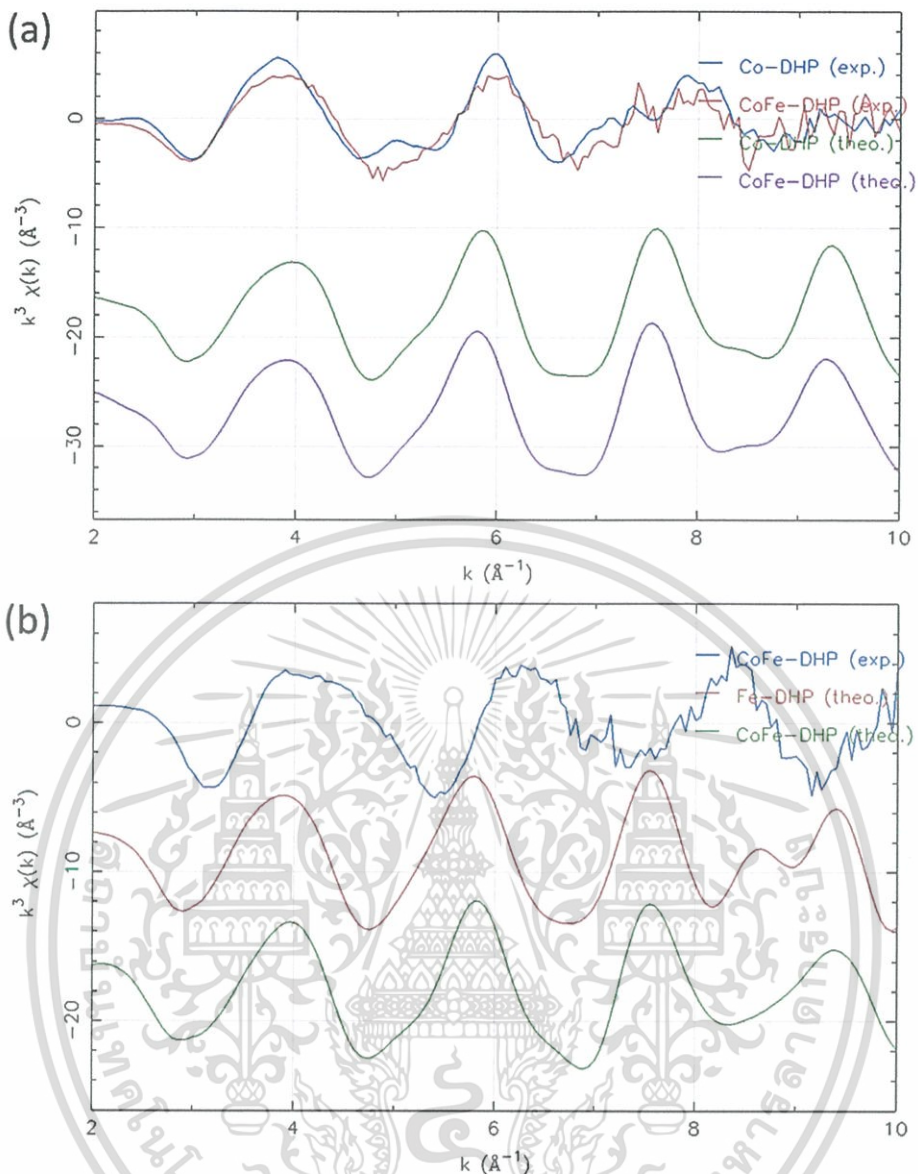 (a)
Co-DHP (exp.)
CoFe-DHP (exp.)
Co-DHP (theo.)
CoFe-DHP (theo.)
0
-10
-20
-30
k³ χ(k) (Å⁻³)
2 4 6 8 10
k (Å⁻¹)
(b)
CoFe-DHP (exp.)
Fe-DHP (theo.)
CoFe-DHP (theo.)
0
-10
-20
k³ χ(k) (Å⁻³)
2 4 6 8 10
k (Å⁻¹)